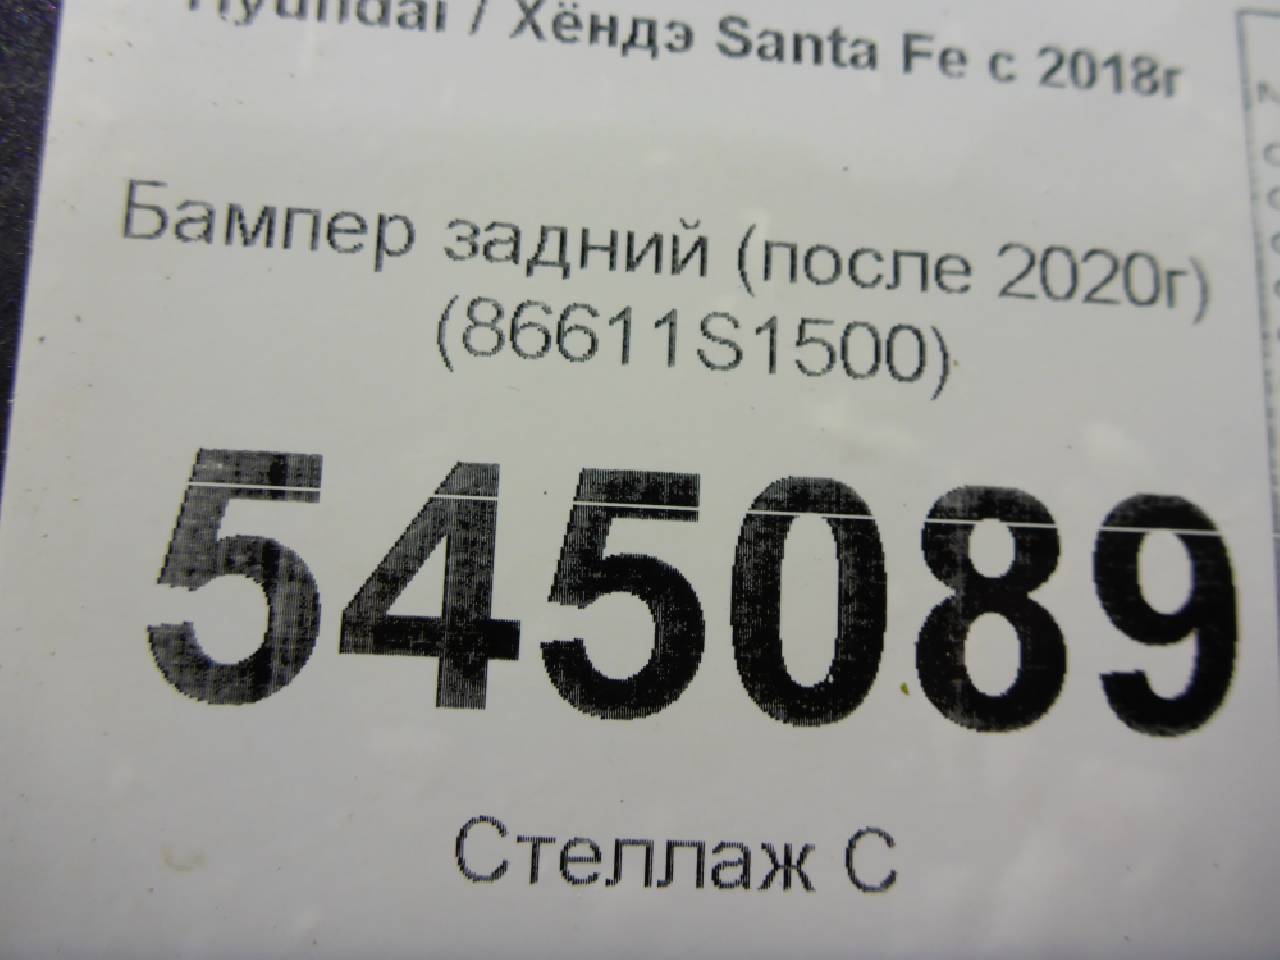 Hyundai / Хёндэ Santa Fe с 2018г
Бампер задний (после 2020г)
(86611S1500)
545089
Стеллаж С